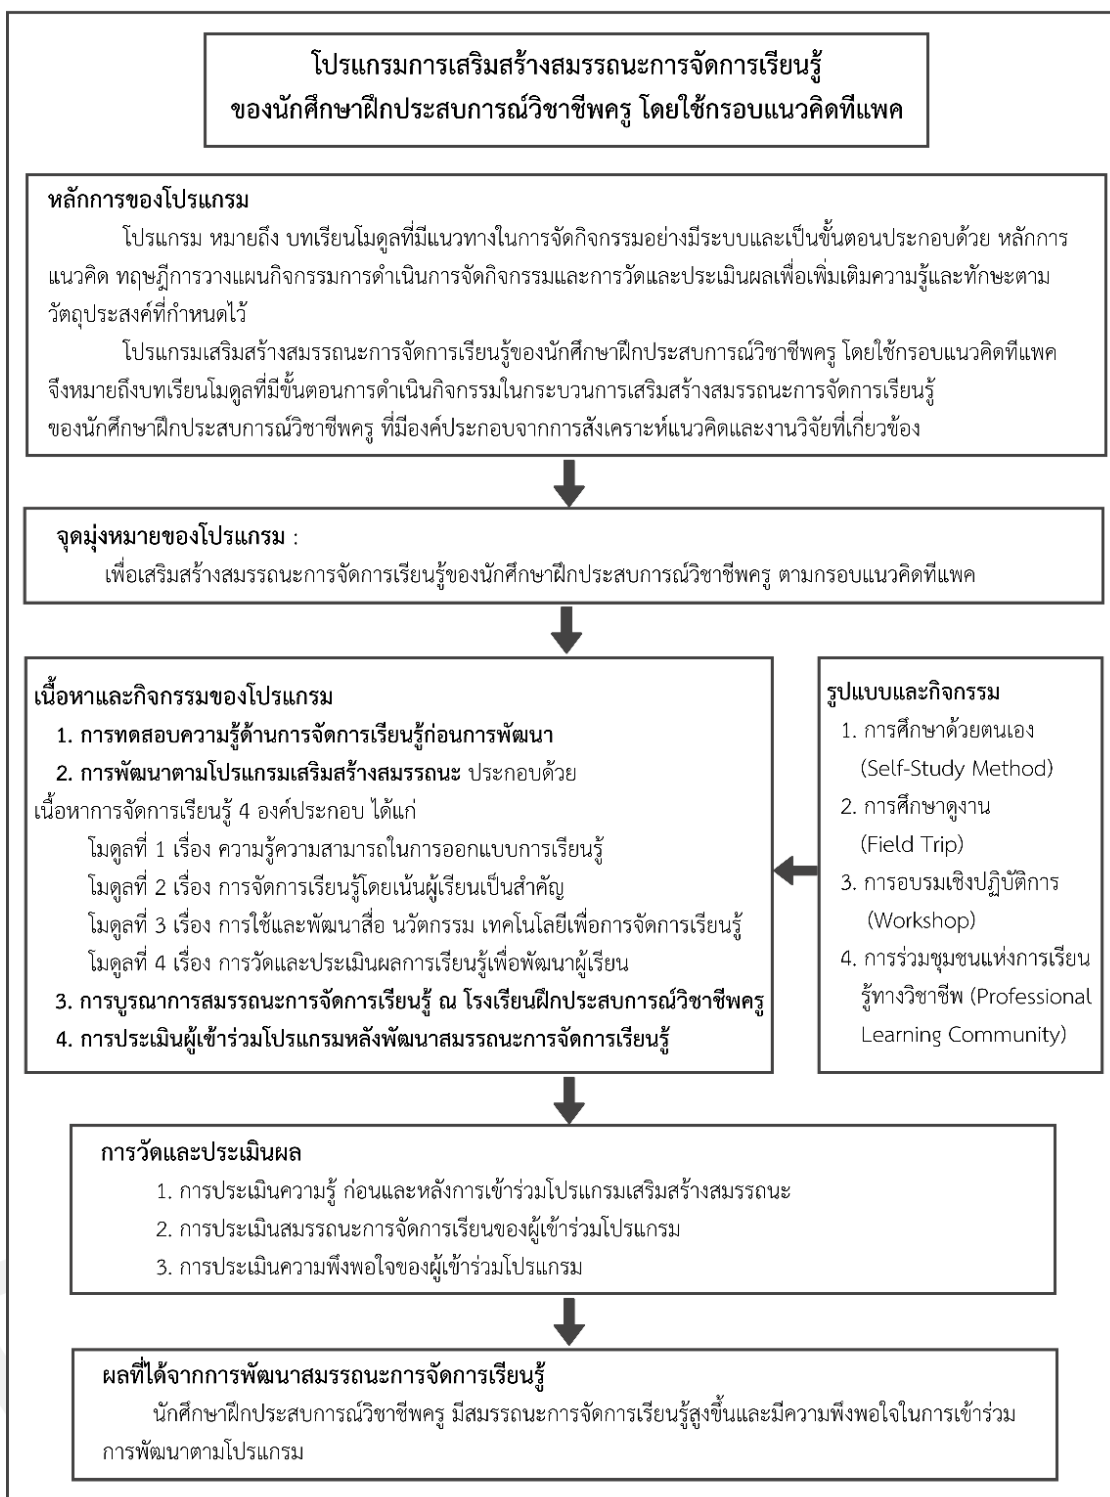 โปรแกรมการเสริมสร้างสมรรถนะการจัดการเรียนรู้
ของนักศึกษาฝึกประสบการณ์วิชาชีพครู โดยใช้กรอบแนวคิดทีแพค
หลักการของโปรแกรม
โปรแกรม หมายถึง บทเรียนโมดูลที่มีแนวทางในการจัดกิจกรรมอย่างมีระบบและเป็นขั้นตอนประกอบด้วย หลักการ
แนวคิด ทฤษฎีการวางแผนกิจกรรมการดำเนินการจัดกิจกรรมและการวัดและประเมินผลเพื่อเพิ่มเติมความรู้และทักษะตาม
วัตถุประสงค์ที่กำหนดไว้
โปรแกรมเสริมสร้างสมรรถนะการจัดการเรียนรู้ของนักศึกษาฝึกประสบการณ์วิชาชีพครู โดยใช้กรอบแนวคิดทีแพค
จึงหมายถึงบทเรียนโมดูลที่มีขั้นตอนการดำเนินกิจกรรมในกระบวนการเสริมสร้างสมรรถนะการจัดการเรียนรู้
ของนักศึกษาฝึกประสบการณ์วิชาชีพครู ที่มีองค์ประกอบจากการสังเคราะห์แนวคิดและงานวิจัยที่เกี่ยวข้อง
จุดมุ่งหมายของโปรแกรม :
เพื่อเสริมสร้างสมรรถนะการจัดการเรียนรู้ของนักศึกษาฝึกประสบการณ์วิชาชีพครู ตามกรอบแนวคิดทีแพค
เนื้อหาและกิจกรรมของโปรแกรม
1. การทดสอบความรู้ด้านการจัดการเรียนรู้ก่อนการพัฒนา
2. การพัฒนาตามโปรแกรมเสริมสร้างสมรรถนะ ประกอบด้วย
เนื้อหาการจัดการเรียนรู้ 4 องค์ประกอบ ได้แก่
โมดูลที่ 1 เรื่อง ความรู้ความสามารถในการออกแบบการเรียนรู้
โมดูลที่ 2 เรื่อง การจัดการเรียนรู้โดยเน้นผู้เรียนเป็นสำคัญ
โมดูลที่ 3 เรื่อง การใช้และพัฒนาสื่อ นวัตกรรม เทคโนโลยีเพื่อการจัดการเรียนรู้
โมดูลที่ 4 เรื่อง การวัดและประเมินผลการเรียนรู้เพื่อพัฒนาผู้เรียน
3. การบูรณาการสมรรถนะการจัดการเรียนรู้ ณ โรงเรียนฝึกประสบการณ์วิชาชีพครู
4. การประเมินผู้เข้าร่วมโปรแกรมหลังพัฒนาสมรรถนะการจัดการเรียนรู้
รูปแบบและกิจกรรม
1. การศึกษาด้วยตนเอง
(Self-Study Method)
2. การศึกษาดูงาน
(Field Trip)
3. การอบรมเชิงปฏิบัติการ
(Workshop)
4. การร่วมชุมชนแห่งการเรียน
รู้ทางวิชาชีพ (Professional
Learning Community)
การวัดและประเมินผล
1. การประเมินความรู้ ก่อนและหลังการเข้าร่วมโปรแกรมเสริมสร้างสมรรถนะ
2. การประเมินสมรรถนะการจัดการเรียนของผู้เข้าร่วมโปรแกรม
3. การประเมินความพึงพอใจของผู้เข้าร่วมโปรแกรม
ผลที่ได้จากการพัฒนาสมรรถนะการจัดการเรียนรู้
นักศึกษาฝึกประสบการณ์วิชาชีพครู มีสมรรถนะการจัดการเรียนรู้สูงขึ้นและมีความพึงพอใจในการเข้าร่วม
การพัฒนาตามโปรแกรม